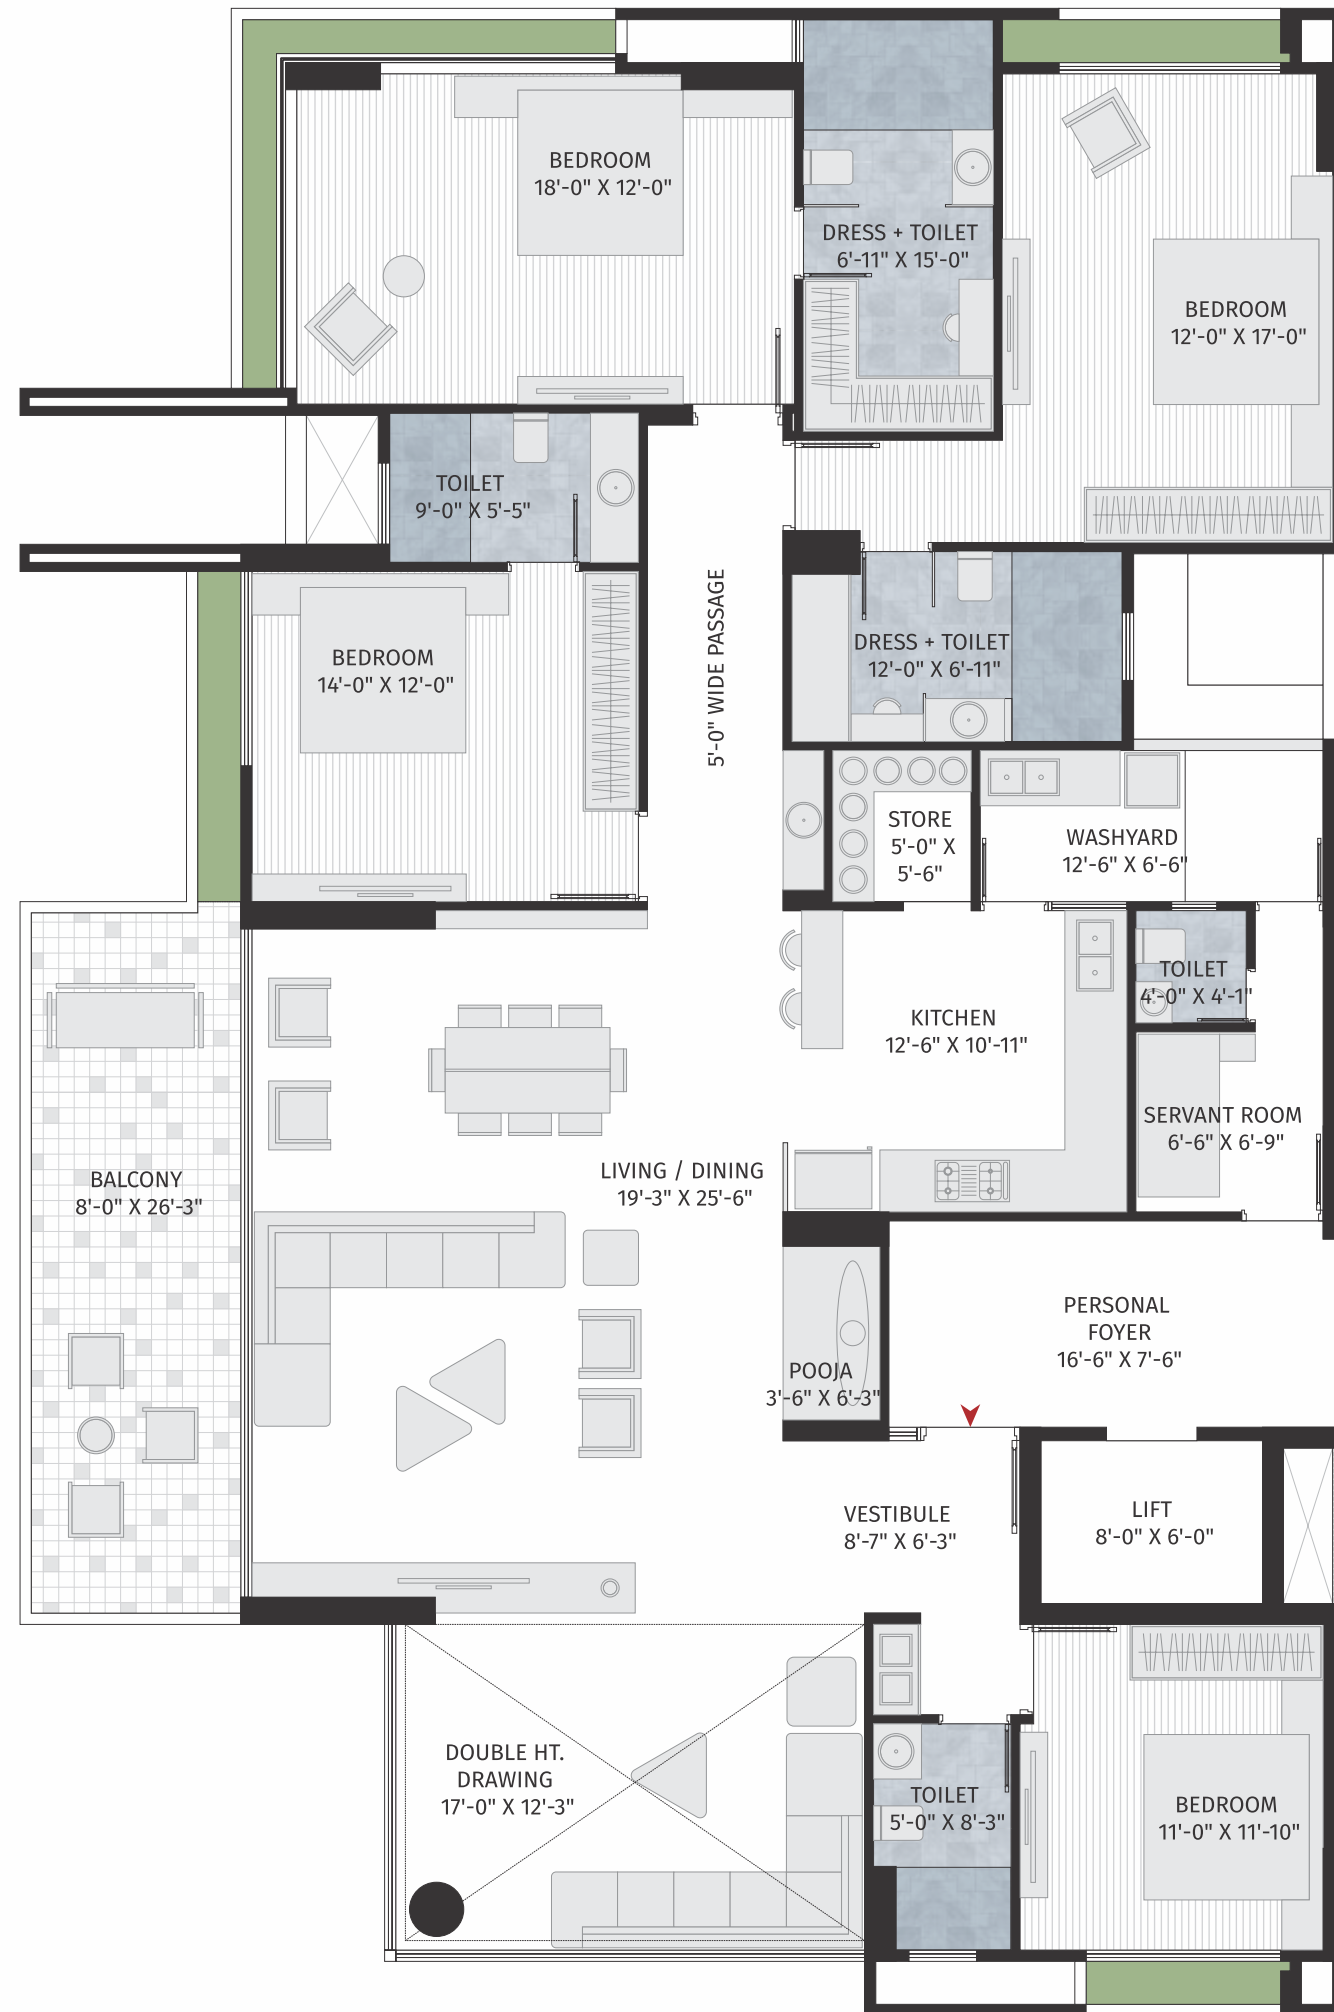 BEDROOM
18'-0" X 12'-0"
DRESS + TOILET
6'-11" X 15'-0"
BEDROOM
12'-0" X 17'-0"
TOILET
9'-0" X 5'-5"
5'-0" WIDE PASSAGE
DRESS + TOILET
12'-0" X 6'-11"
BEDROOM
14'-0" X 12'-0"
STORE
5'-0" X
5'-6"
WASHYARD
12'-6" X 6'-6"
TOILET
4'-0" X 4'-1"
KITCHEN
12'-6" X 10'-11"
SERVANT ROOM
6'-6" X 6'-9"
BALCONY
8'-0" X 26'-3"
LIVING / DINING
19'-3" X 25'-6"
PERSONAL
FOYER
16'-6" X 7'-6"
POOJA
3'-6" X 6'-3"
VESTIBULE
8'-7" X 6'-3"
LIFT
8'-0" X 6'-0"
DOUBLE HT.
DRAWING
17'-0" X 12'-3"
TOILET
5'-0" X 8'-3"
BEDROOM
11'-0" X 11'-10"